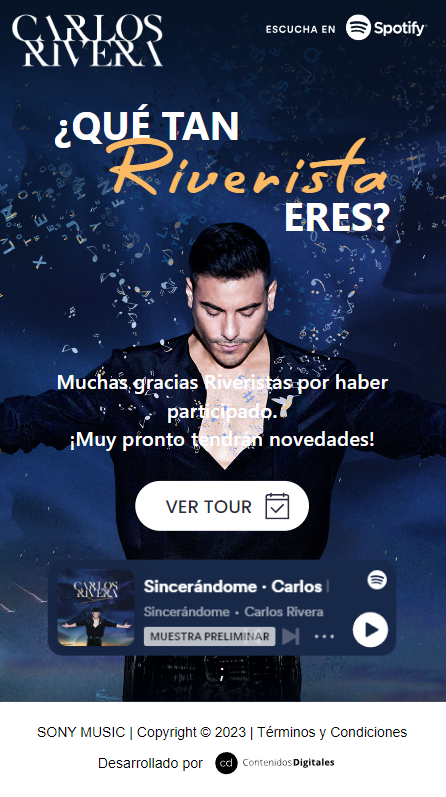 CARLOS
RIVERA
ESCUCHA EN Spotify
¿QUÉ TAN
Riverista
ERES?
Muchas gracias Riveristas por haber
participado.
¡Muy pronto tendrán novedades!
VER TOUR
CARLOS
RIVERA
Sincerándome · Carlos
Sincerándome · Carlos Rivera
MUESTRA PRELIMINAR
;
SONY MUSIC | Copyright © 2023 | Términos y Condiciones
Desarrollado por cd ContenidosDigitales